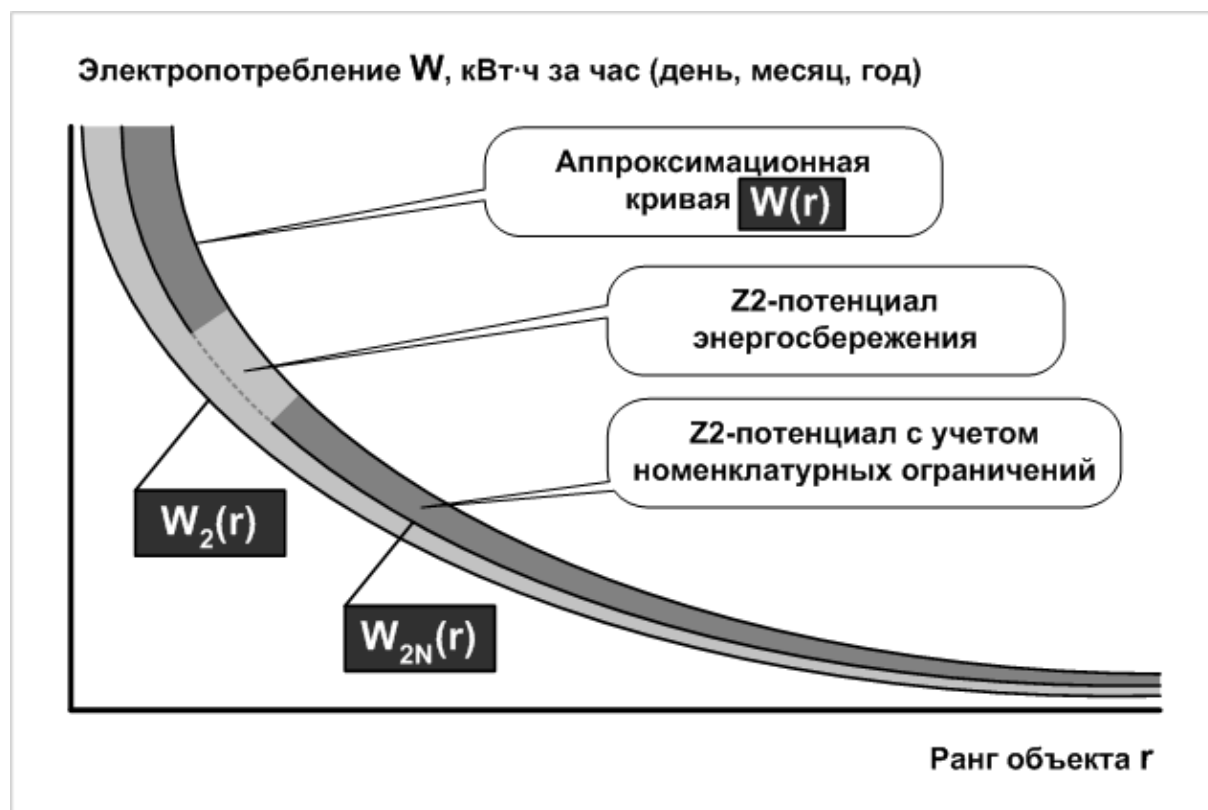 Электропотребление W, кВт·ч за час (день, месяц, год)
Аппроксимационная
кривая W(r)
Z2-потенциал
энергосбережения
Z2-потенциал с учетом
номенклатурных ограничений
W₂(r)
W₂N(r)
Ранг объекта r